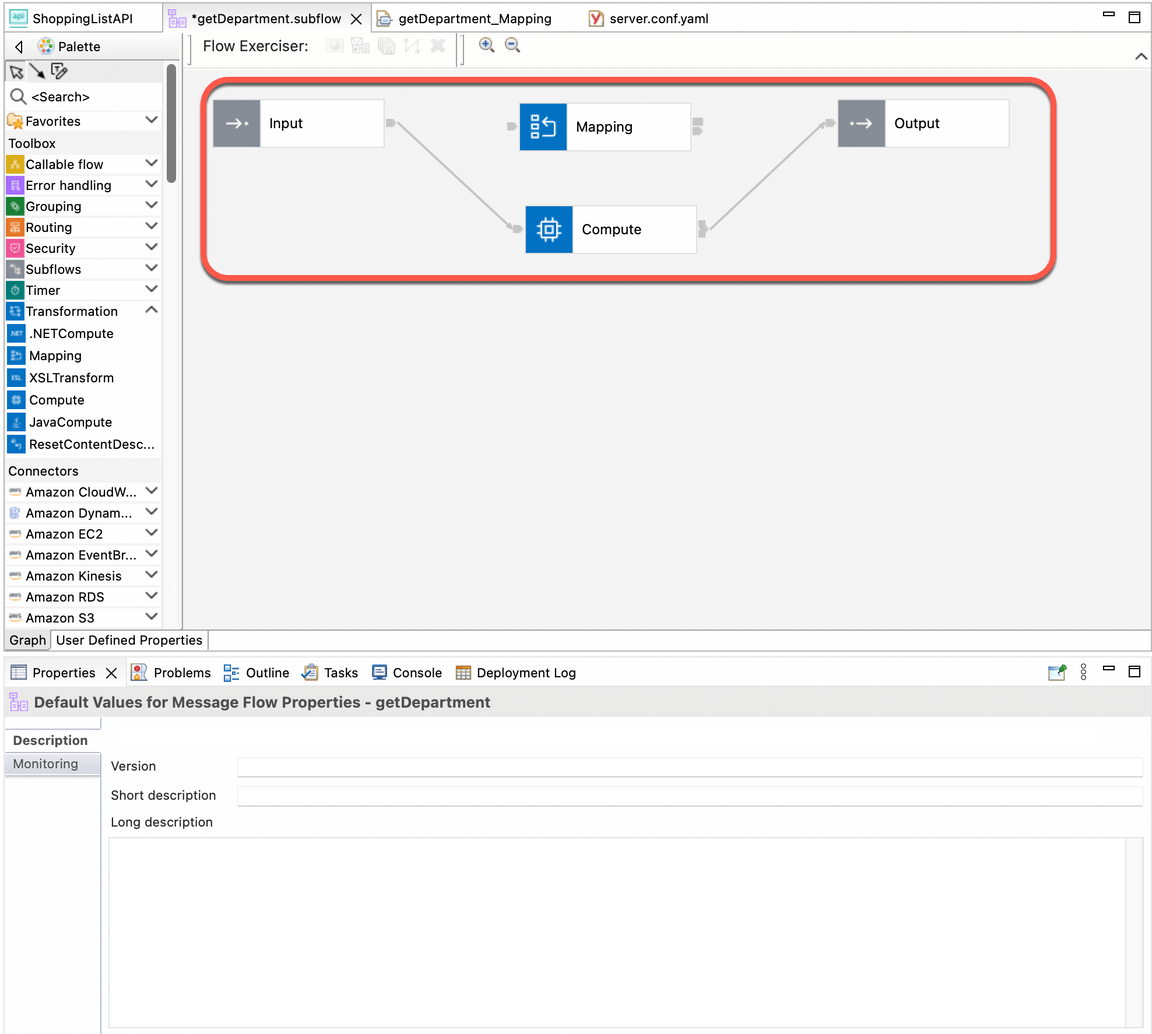 ShoppingListAPI
*getDepartment.subflow
getDepartment_Mapping
server.conf.yaml
Palette
Flow Exerciser:
<Search>
Favorites
Toolbox
Callable flow
Error handling
Grouping
Routing
Security
Subflows
Timer
Transformation
.NETCompute
Mapping
XSLTransform
Compute
JavaCompute
ResetContentDesc...
Connectors
Amazon CloudW...
Amazon Dynam...
Amazon EC2
Amazon EventBr...
Amazon Kinesis
Amazon RDS
Amazon S3
Input
Mapping
Output
Compute
Graph
User Defined Properties
Properties
Problems
Outline
Tasks
Console
Deployment Log
Default Values for Message Flow Properties - getDepartment
Description
Monitoring
Version
Short description
Long description